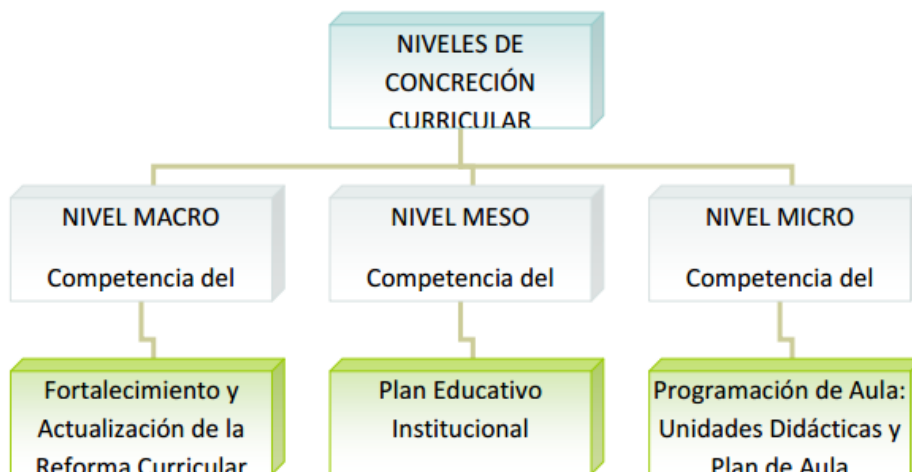 NIVELES DE
CONCRECIÓN
CURRICULAR
NIVEL MACRO
Competencia del
NIVEL MESO
Competencia del
NIVEL MICRO
Competencia del
Fortalecimiento y
Actualización de la
Reforma Curricular
Plan Educativo
Institucional
Programación de Aula:
Unidades Didácticas y
Plan de Aula